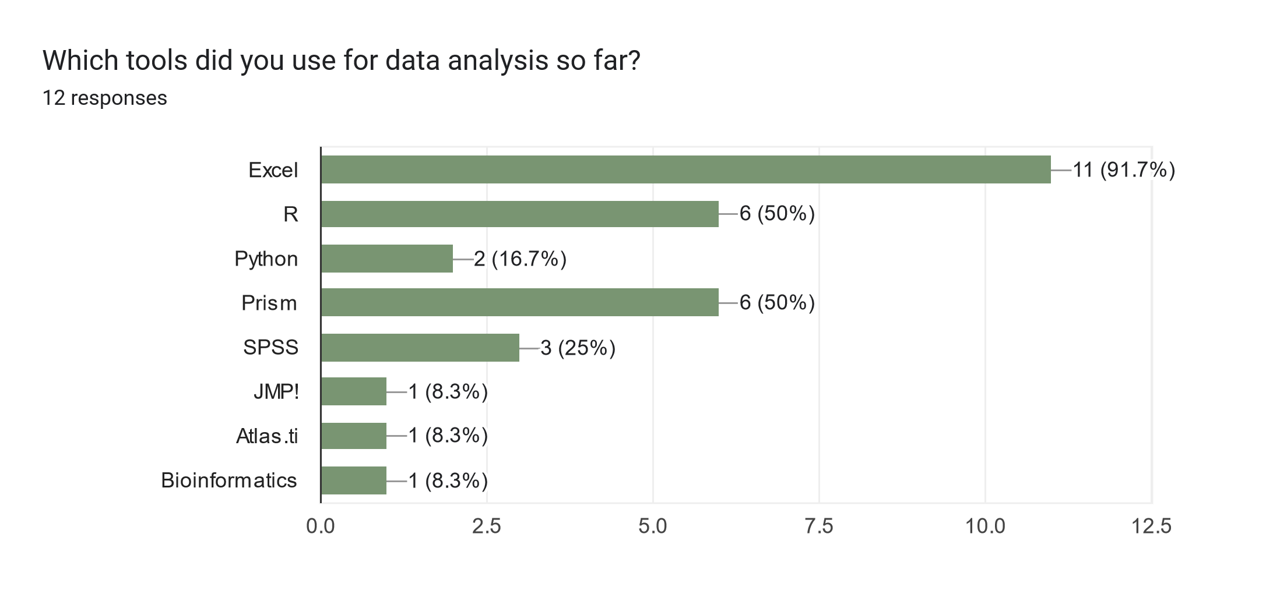 Which tools did you use for data analysis so far?
12 responses
Excel 11 (91.7%)
R 6 (50%)
Python 2 (16.7%)
Prism 6 (50%)
SPSS 3 (25%)
JMP! 1 (8.3%)
Atlas.ti 1 (8.3%)
Bioinformatics 1 (8.3%)
0.0 2.5 5.0 7.5 10.0 12.5